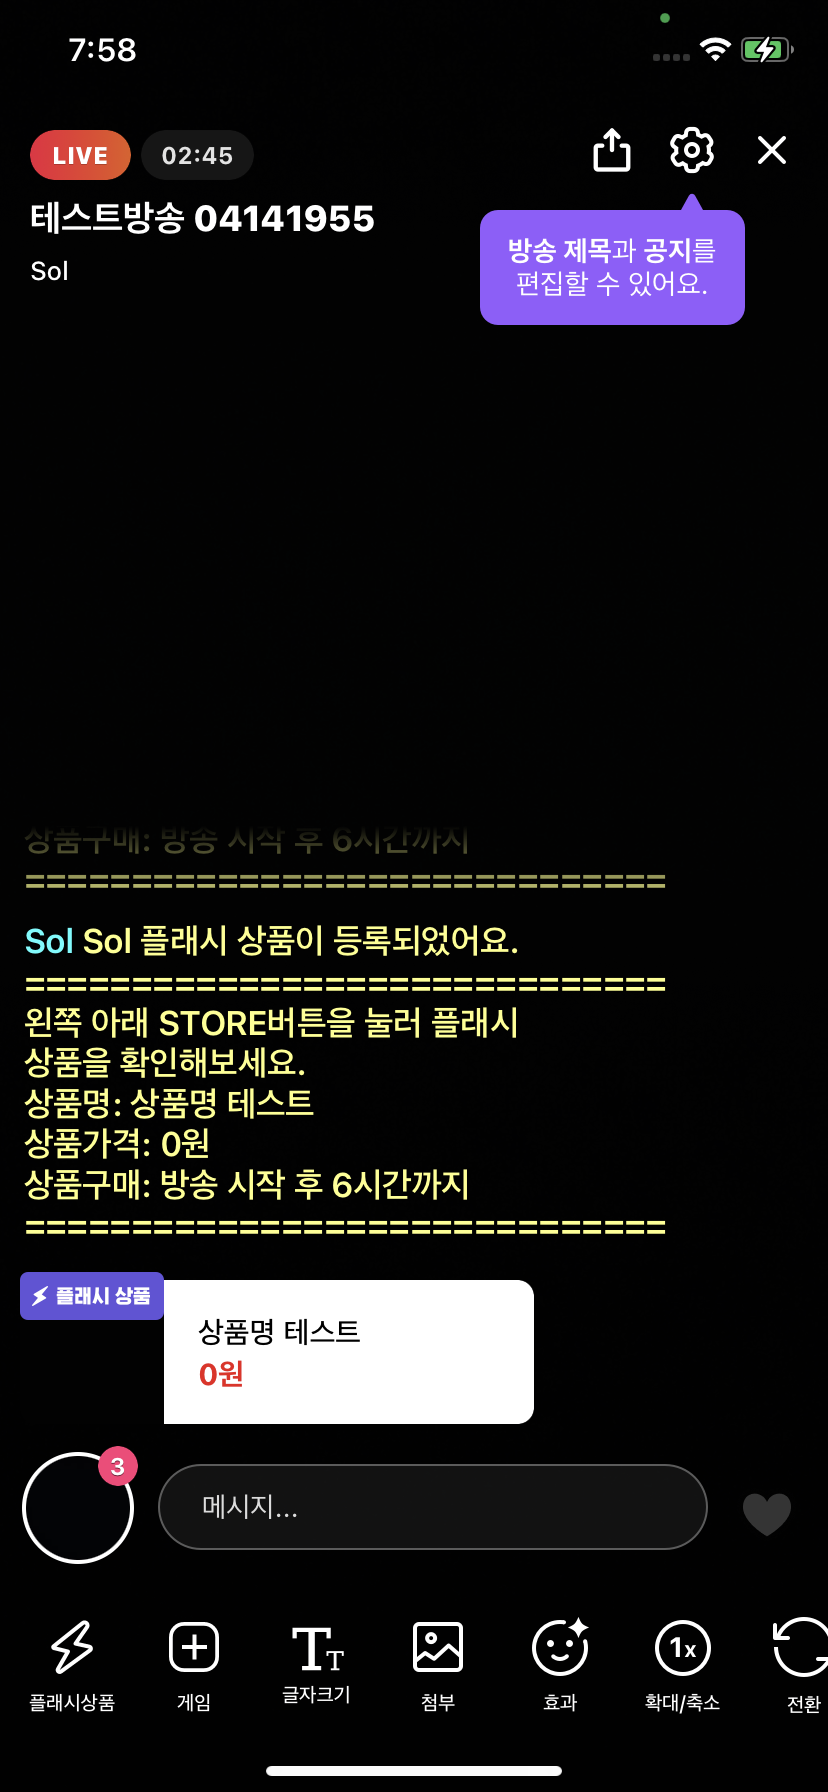 7:58
LIVE 02:45
테스트방송 04141955
Sol
방송 제목과 공지를
편집할 수 있어요.
상품구매: 방송 시작 후 6시간까지
==============================
Sol Sol 플래시 상품이 등록되었어요.
==============================
왼쪽 아래 STORE버튼을 눌러 플래시
상품을 확인해보세요.
상품명: 상품명 테스트
상품가격: 0원
상품구매: 방송 시작 후 6시간까지
==============================
플래시 상품
상품명 테스트
0원
3
메시지...
1x
플래시상품 게임 글자크기 첨부 효과 확대/축소 전환